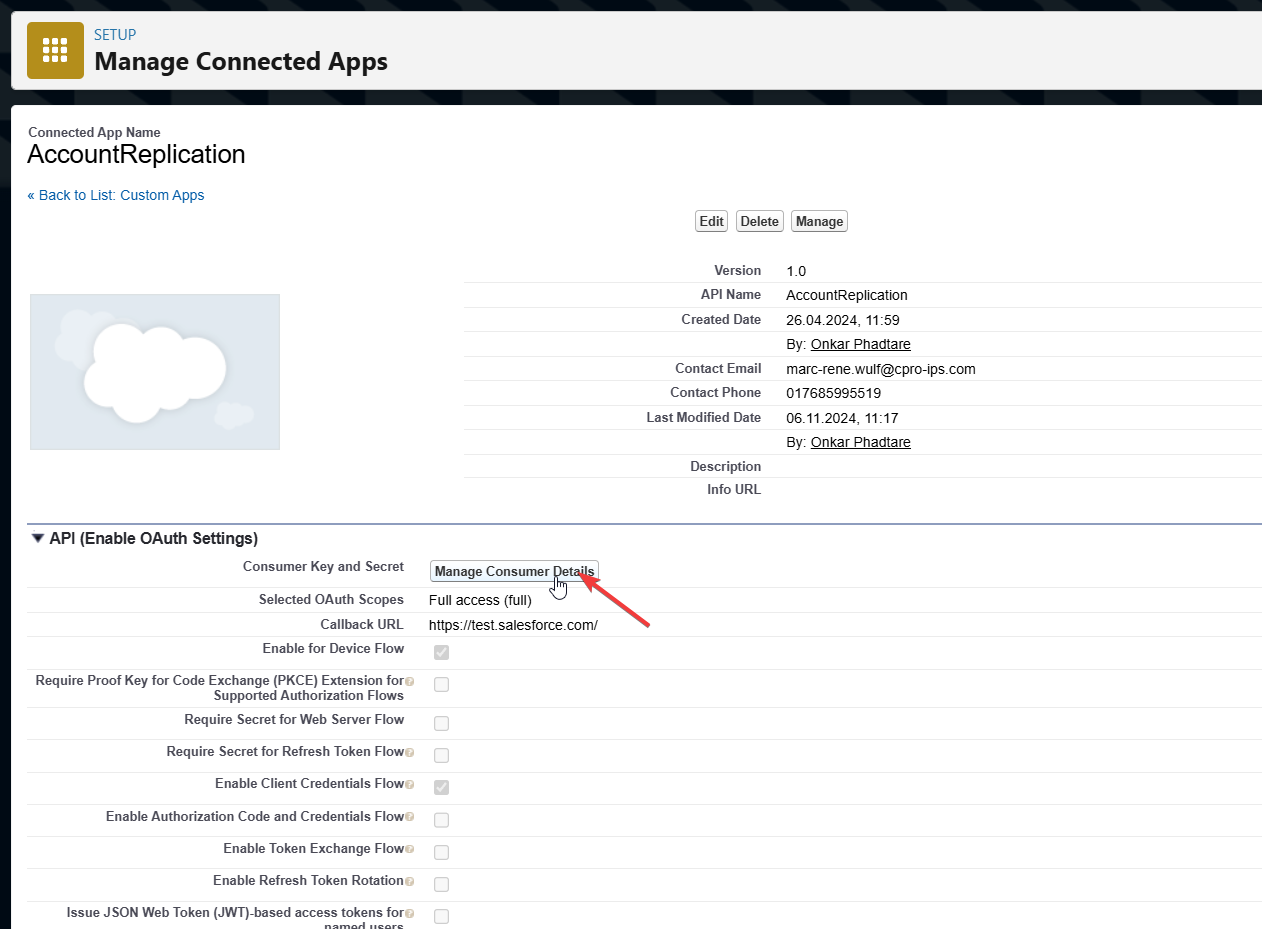 SETUP
Manage Connected Apps
Connected App Name
AccountReplication
« Back to List: Custom Apps
Edit Delete Manage
Version 1.0
API Name AccountReplication
Created Date 26.04.2024, 11:59
By: Onkar Phadtare
Contact Email marc-rene.wulf@cpro-ips.com
Contact Phone 017685995519
Last Modified Date 06.11.2024, 11:17
By: Onkar Phadtare
Description
Info URL
API (Enable OAuth Settings)
Consumer Key and Secret Manage Consumer Details
Selected OAuth Scopes Full access (full)
Callback URL https://test.salesforce.com/
Enable for Device Flow
Require Proof Key for Code Exchange (PKCE) Extension for
Supported Authorization Flows
Require Secret for Web Server Flow
Require Secret for Refresh Token Flow
Enable Client Credentials Flow
Enable Authorization Code and Credentials Flow
Enable Token Exchange Flow
Enable Refresh Token Rotation
Issue JSON Web Token (JWT)-based access tokens for
named users